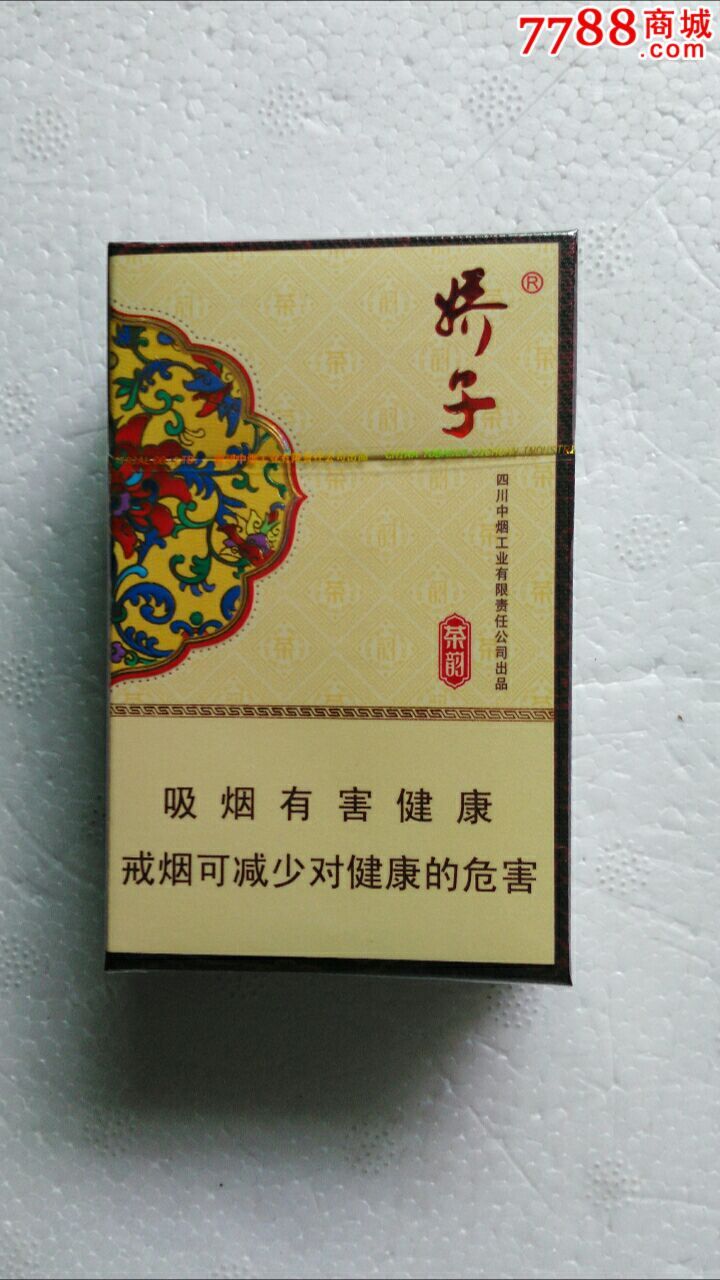 7788商城
.com
娇子
®
四川中烟工业有限责任公司出品
茶韵
吸烟有害健康
戒烟可减少对健康的危害